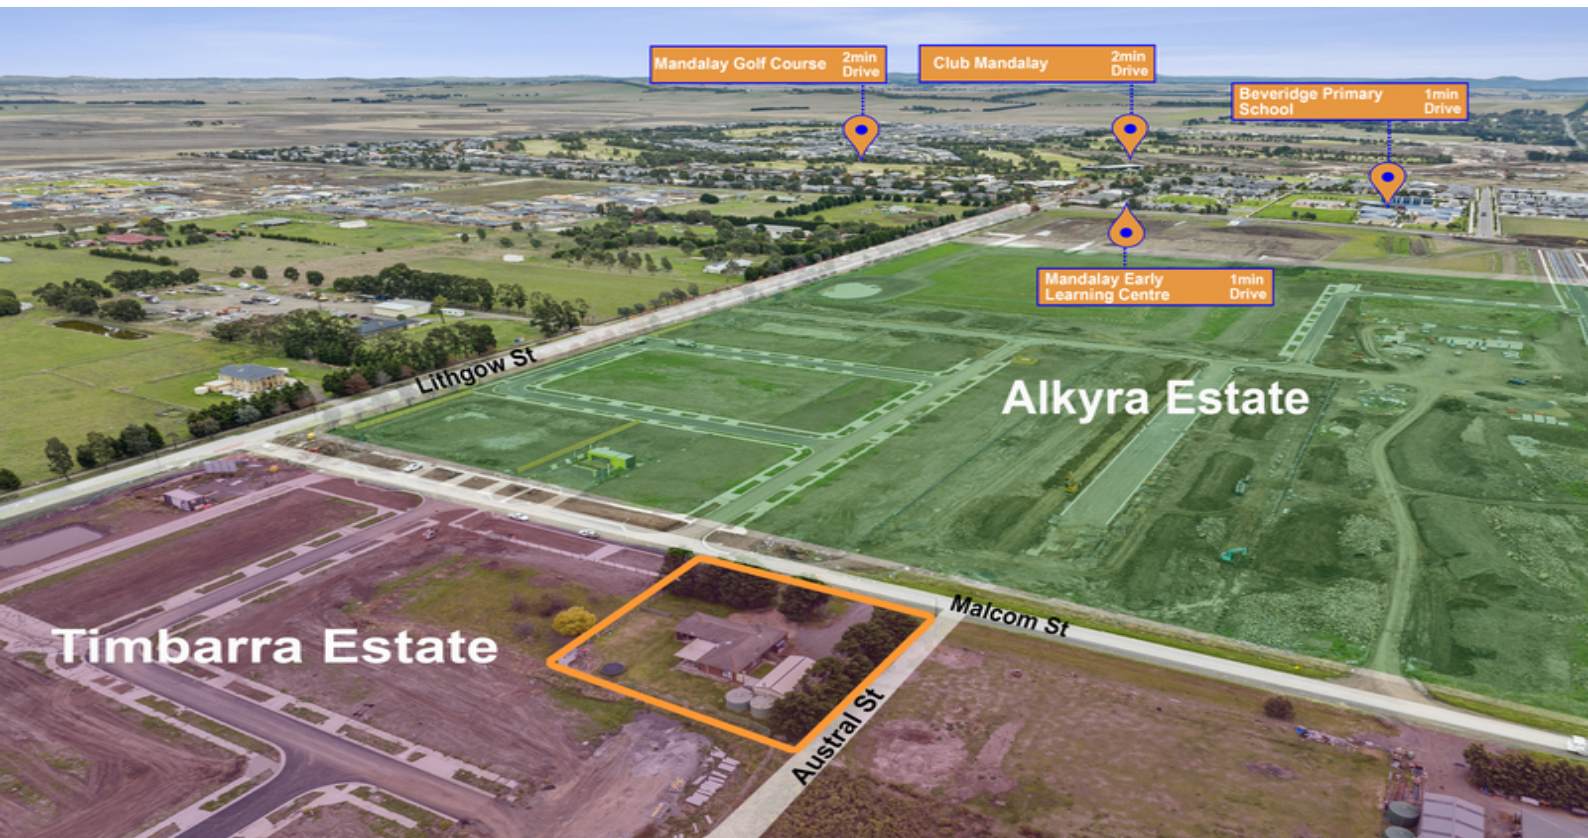 Mandalay Golf Course 2min Drive
Club Mandalay 2min Drive
Beveridge Primary School 1min Drive
Mandalay Early Learning Centre 1min Drive
Lithgow St
Alkyra Estate
Malcom St
Timbarra Estate
Austral St